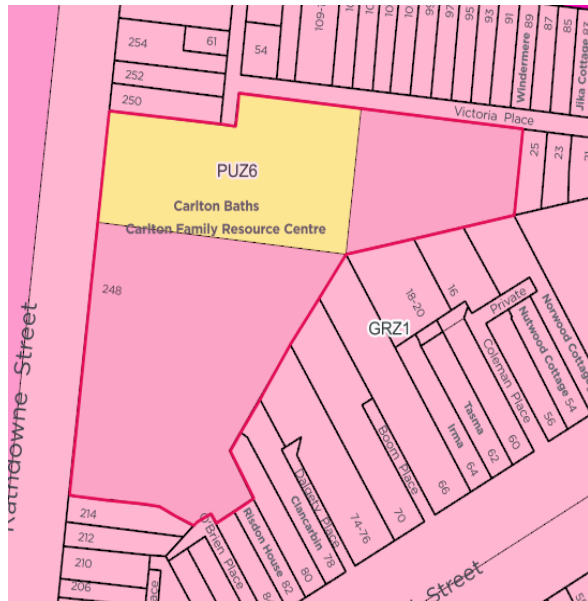 254
61
54
109-
99
97
95
93
Windermere 89
87
85
Jika Cottage 83
252
250
Victoria Place
25
23
PUZ6
Carlton Baths
Carlton Family Resource Centre
248
18-20
16
Private
GRZ1
Norwood Cottage
Nutwood Cottage 54
56
Coleman Place
Tasma
60
Irma
62
64
Rathdowne Street
Boom Place
66
70
Dalgety Place
74-76
Clancarbin 78
80
Risdon House 82
O'Brien Place
214
212
210
206
Street